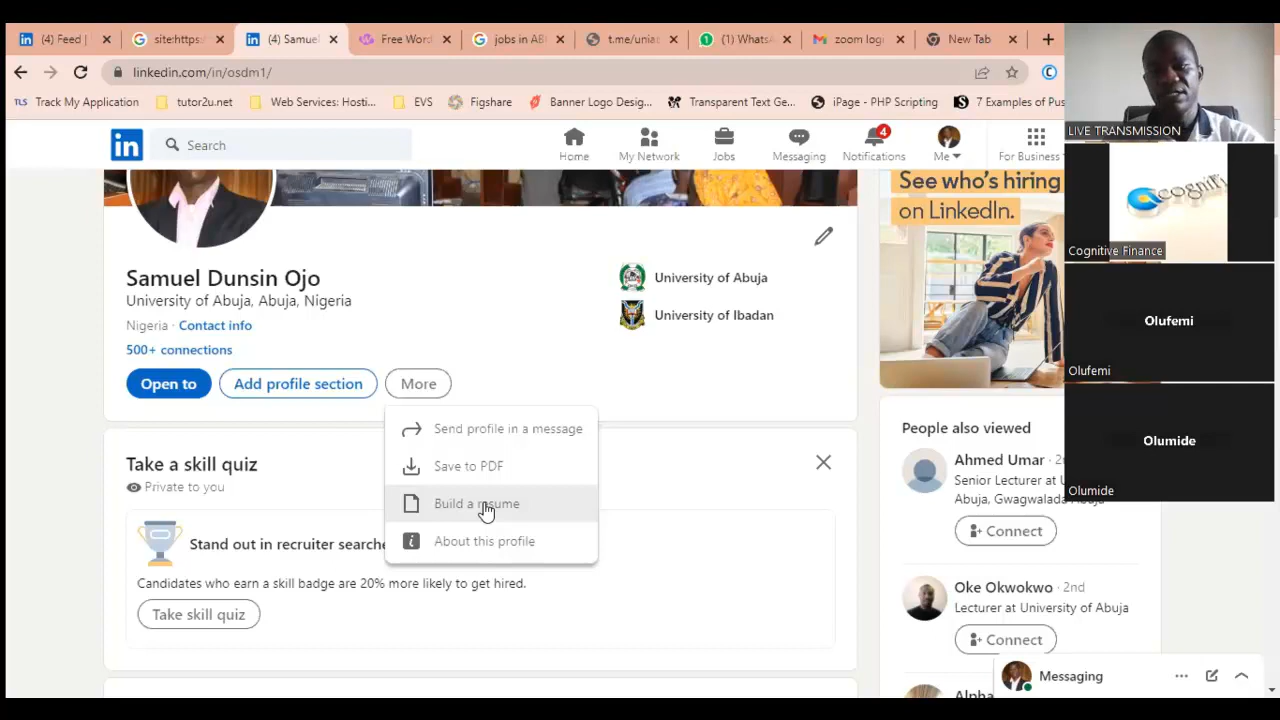 (4) Feed |
site:https:
(4) Samuel
Free Word
jobs in AB
t.me/uniac
(1) WhatsA
zoom logi
New Tab
linkedin.com/in/osdm1/
TLS Track My Application
tutor2u.net
Web Services: Hosti...
EVS
Figshare
Banner Logo Desig...
Transparent Text Ge...
iPage - PHP Scripting
7 Examples of Pus
in
Search
Home
My Network
Jobs
Messaging
4
Notifications
Me
For Business
LIVE TRANSMISSION
cogniti
Cognitive Finance
Olufemi
Olufemi
Olumide
Olumide
See who's hiring
on LinkedIn.
Samuel Dunsin Ojo
University of Abuja, Abuja, Nigeria
Nigeria · Contact info
500+ connections
University of Abuja
University of Ibadan
Open to
Add profile section
More
Send profile in a message
Save to PDF
Build a resume
About this profile
Take a skill quiz
Private to you
Stand out in recruiter searche
Candidates who earn a skill badge are 20% more likely to get hired.
Take skill quiz
People also viewed
Ahmed Umar · 2n
Senior Lecturer at U
Abuja, Gwagwalada
Connect
Oke Okwokwo · 2nd
Lecturer at University of Abuja
Connect
Alpha
Messaging